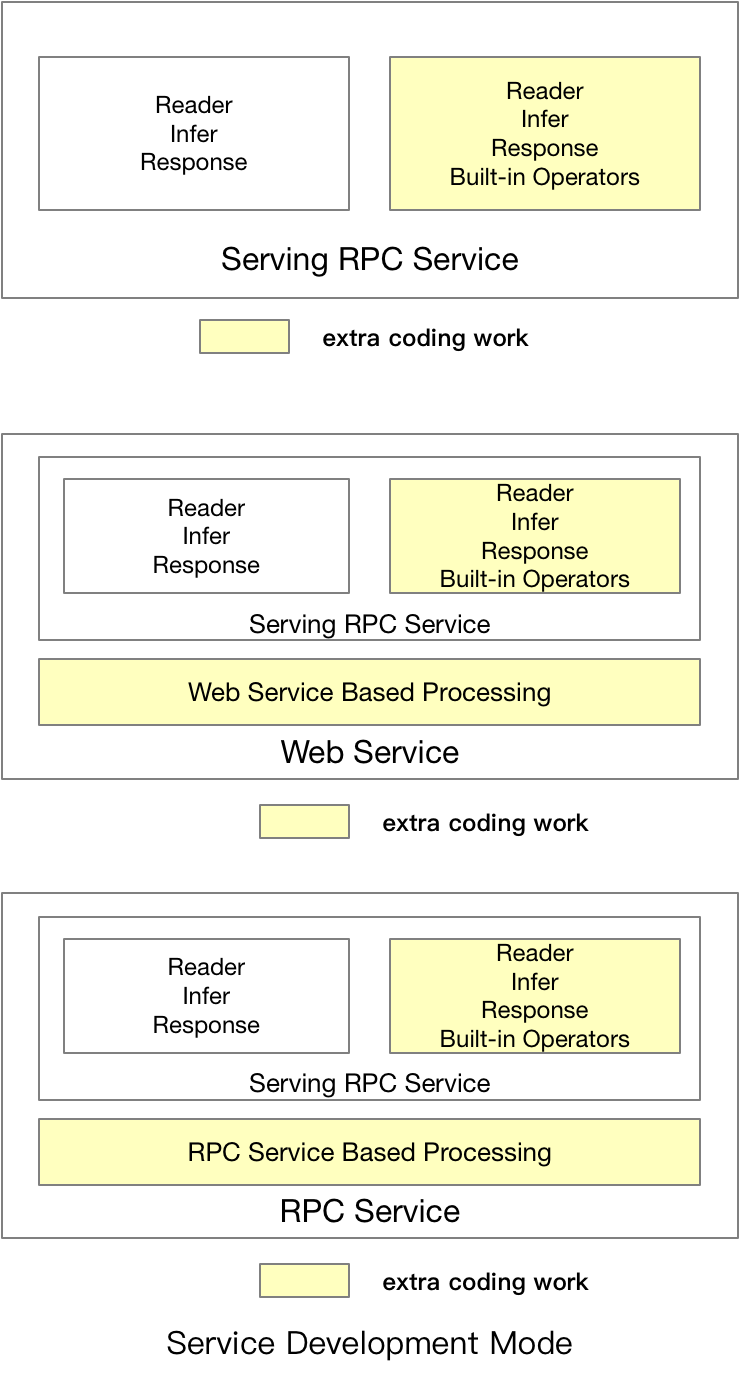 Reader
Infer
Response
Reader
Infer
Response
Built-in Operators
Serving RPC Service
extra coding work
Reader
Infer
Response
Reader
Infer
Response
Built-in Operators
Serving RPC Service
Web Service Based Processing
Web Service
extra coding work
Reader
Infer
Response
Reader
Infer
Response
Built-in Operators
Serving RPC Service
RPC Service Based Processing
RPC Service
extra coding work
Service Development Mode